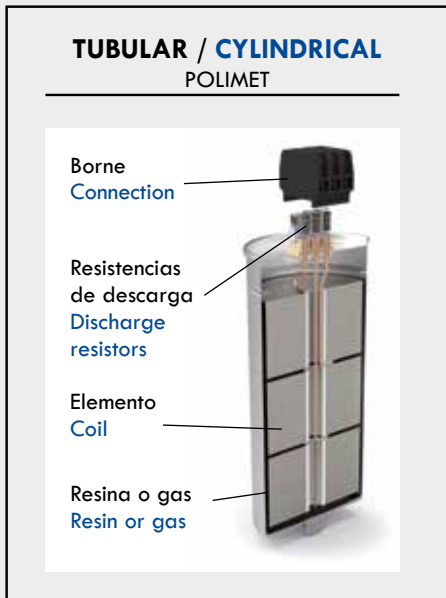 TUBULAR / CYLINDRICAL
POLIMET
Borne
Connection
Resistencias
de descarga
Discharge
resistors
Elemento
Coil
Resina o gas
Resin or gas